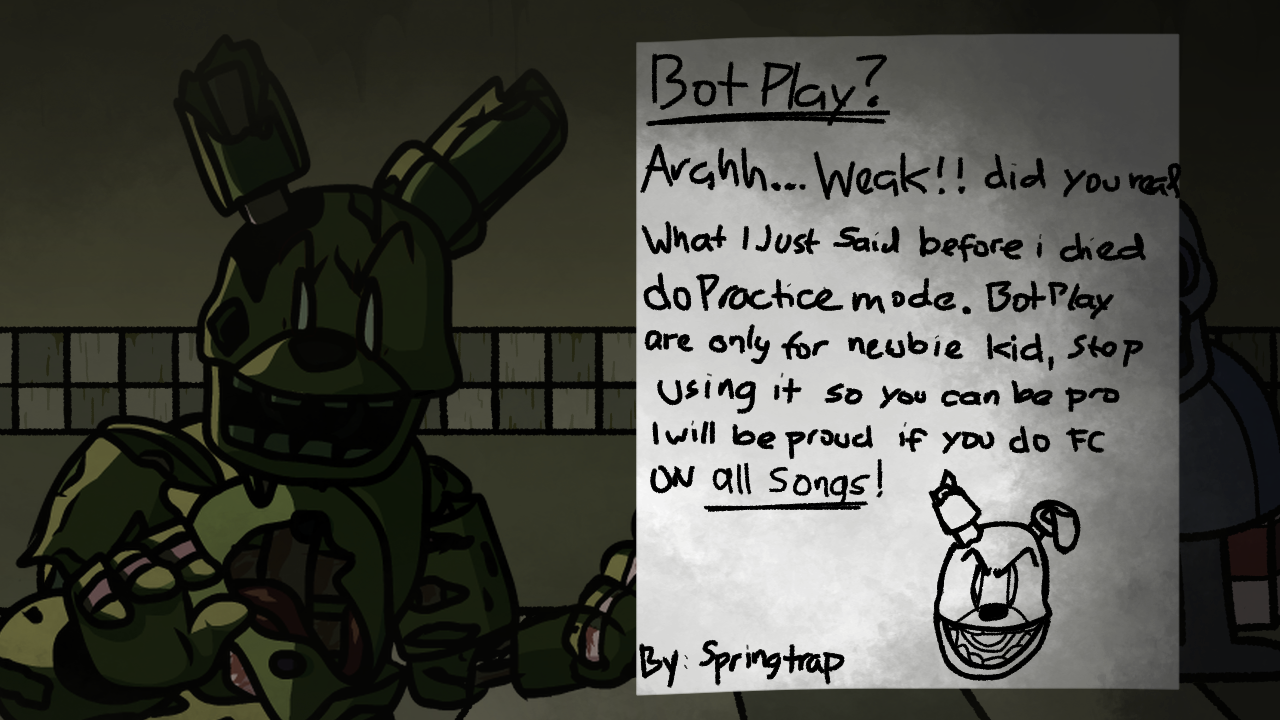 Bot Play?
Arghh... Weak!! did you read
What I Just Said before i died
do Practice mode. BotPlay
are only for newbie kid, stop
using it so you can be pro
I will be proud if you do FC
ON all Songs!
By: Springtrap